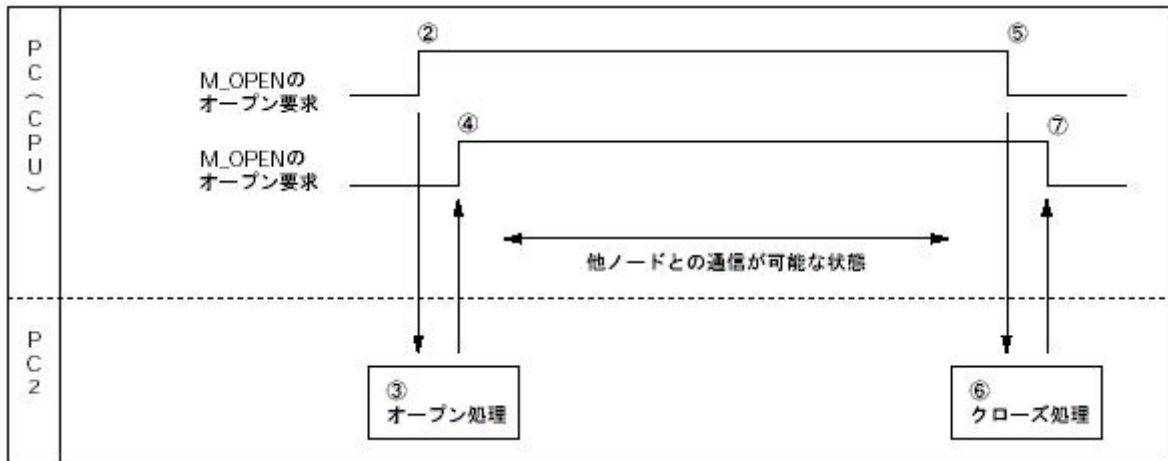 PC(CPU)
②
⑤
M_OPENの
オープン要求
④
⑦
M_OPENの
オープン要求
他ノードとの通信が可能な状態
PC2
③
オープン処理
⑥
クローズ処理